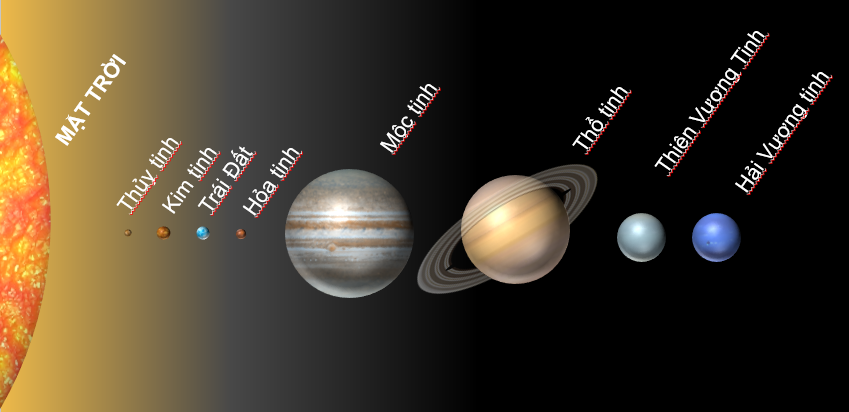 MẶT TRỜI
Thủy tinh
Kim tinh
Trái Đất
Hỏa tinh
Mộc tinh
Thổ tinh
Thiên Vương Tinh
Hải Vương tinh